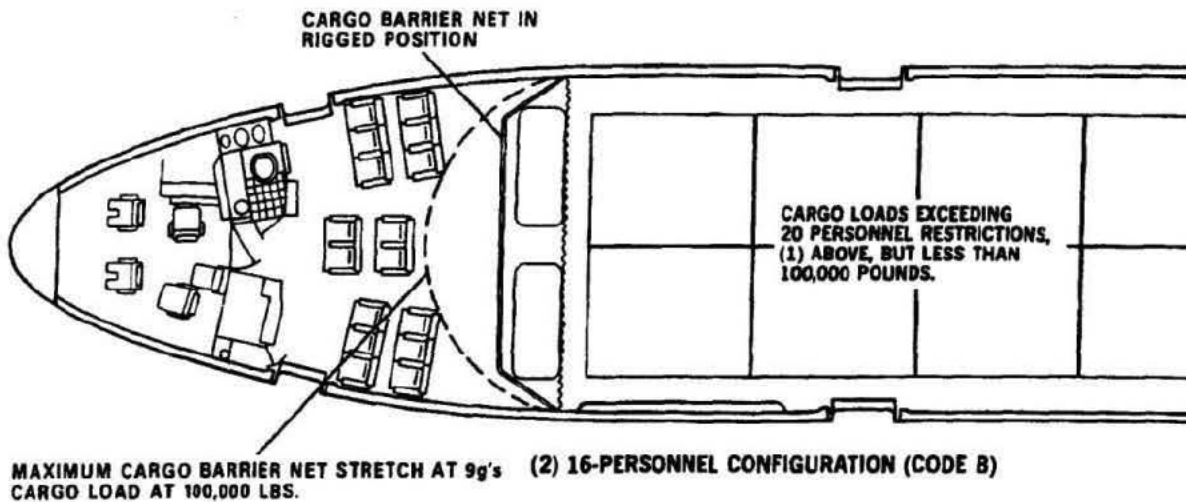 CARGO BARRIER NET IN
RIGGED POSITION
CARGO LOADS EXCEEDING
20 PERSONNEL RESTRICTIONS,
(1) ABOVE, BUT LESS THAN
100,000 POUNDS.
MAXIMUM CARGO BARRIER NET STRETCH AT 9g's
CARGO LOAD AT 100,000 LBS.
(2) 16-PERSONNEL CONFIGURATION (CODE B)